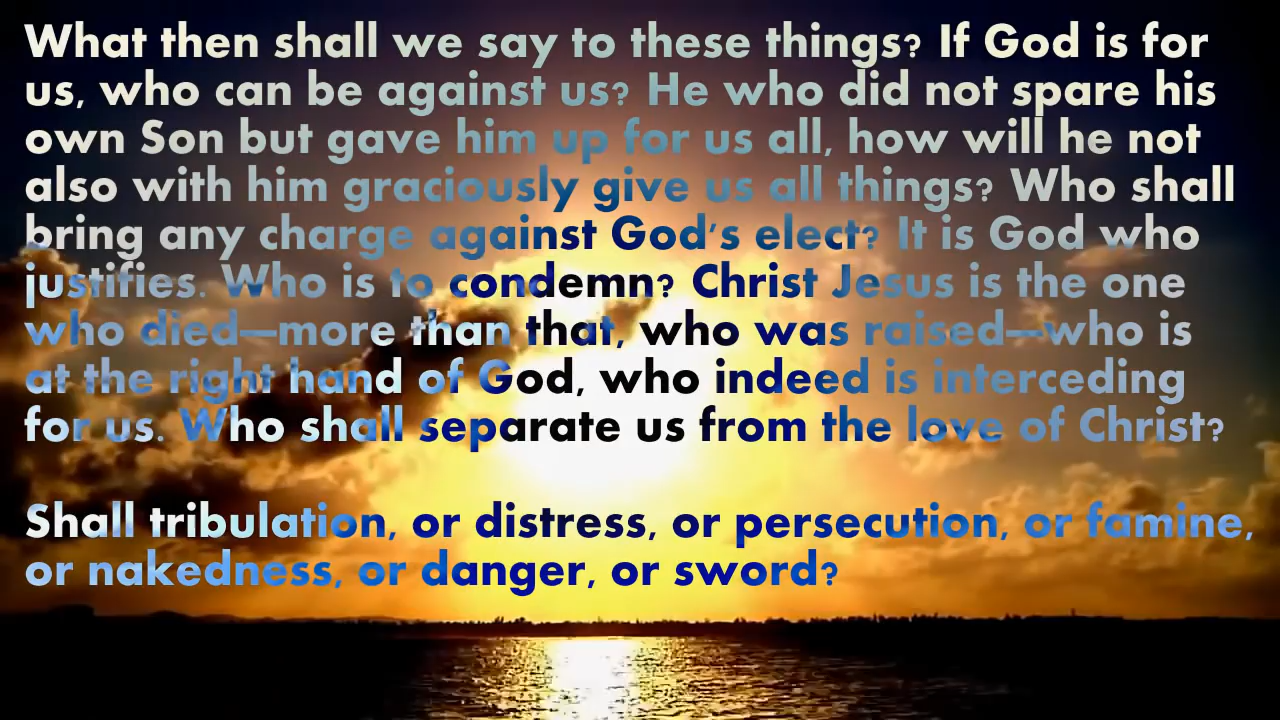 What then shall we say to these things? If God is for
us, who can be against us? He who did not spare his
own Son but gave him up for us all, how will he not
also with him graciously give us all things? Who shall
bring any charge against God's elect? It is God who
justifies. Who is to condemn? Christ Jesus is the one
who died—more than that, who was raised—who is
at the right hand of God, who indeed is interceding
for us. Who shall separate us from the love of Christ?
Shall tribulation, or distress, or persecution, or famine,
or nakedness, or danger, or sword?